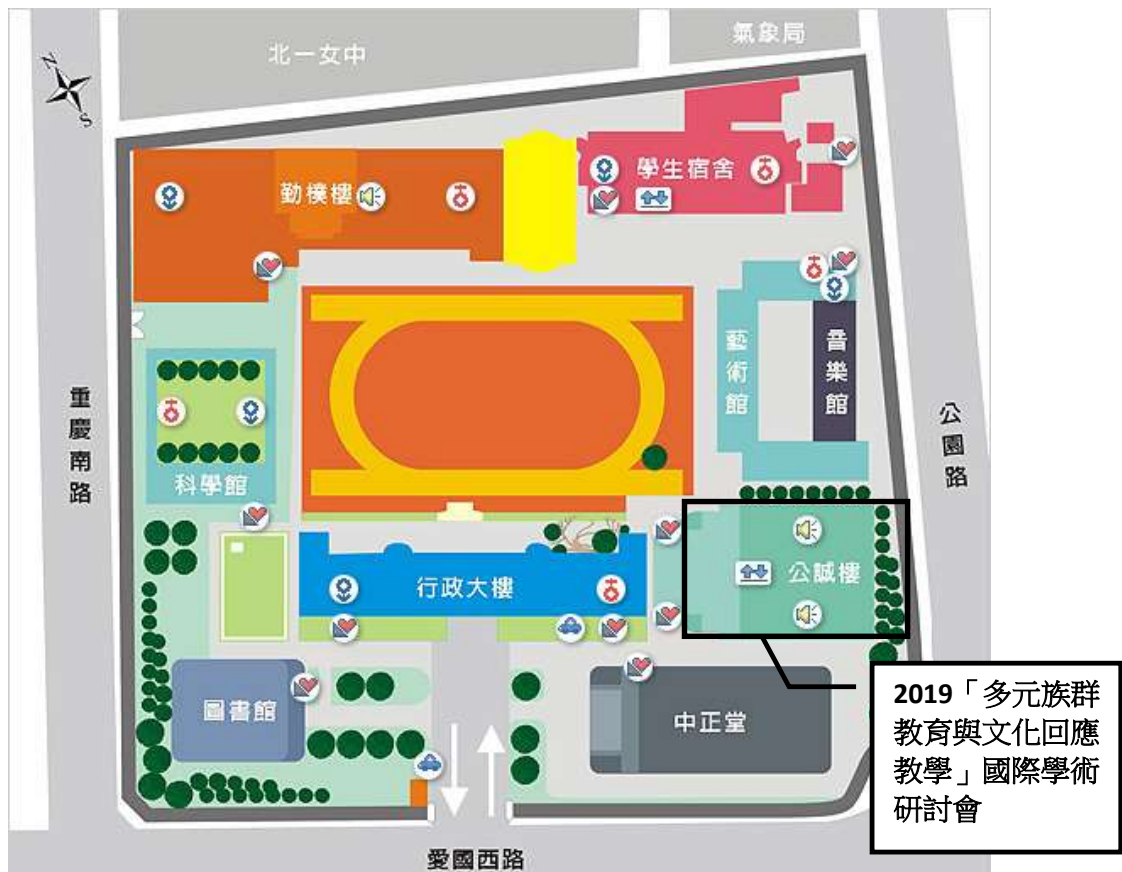 北一女中
氣象局
N
S
學生宿舍
勤樸樓
藝術館
音樂館
重慶南路
公園路
科學館
行政大樓
公誠樓
圖書館
中正堂
2019「多元族群
教育與文化回應
教學」國際學術
研討會
愛國西路